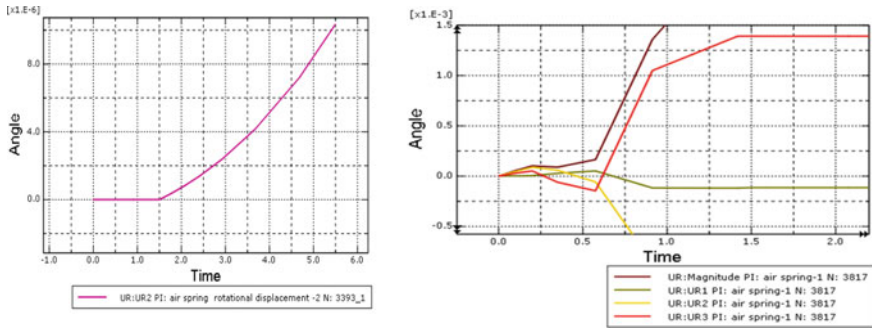 [x1.E-6]
8.0
4.0
0.0
Angle
-1.0 0.0 1.0 2.0 3.0 4.0 5.0 6.0
Time
UR:UR2 PI: air spring rotational displacement -2 N: 3393_1
[x1.E-3]
1.5
1.0
0.5
0.0
-0.5
Angle
0.0 0.5 1.0 1.5 2.0
Time
UR:Magnitude PI: air spring-1 N: 3817
UR:UR1 PI: air spring-1 N: 3817
UR:UR2 PI: air spring-1 N: 3817
UR:UR3 PI: air spring-1 N: 3817